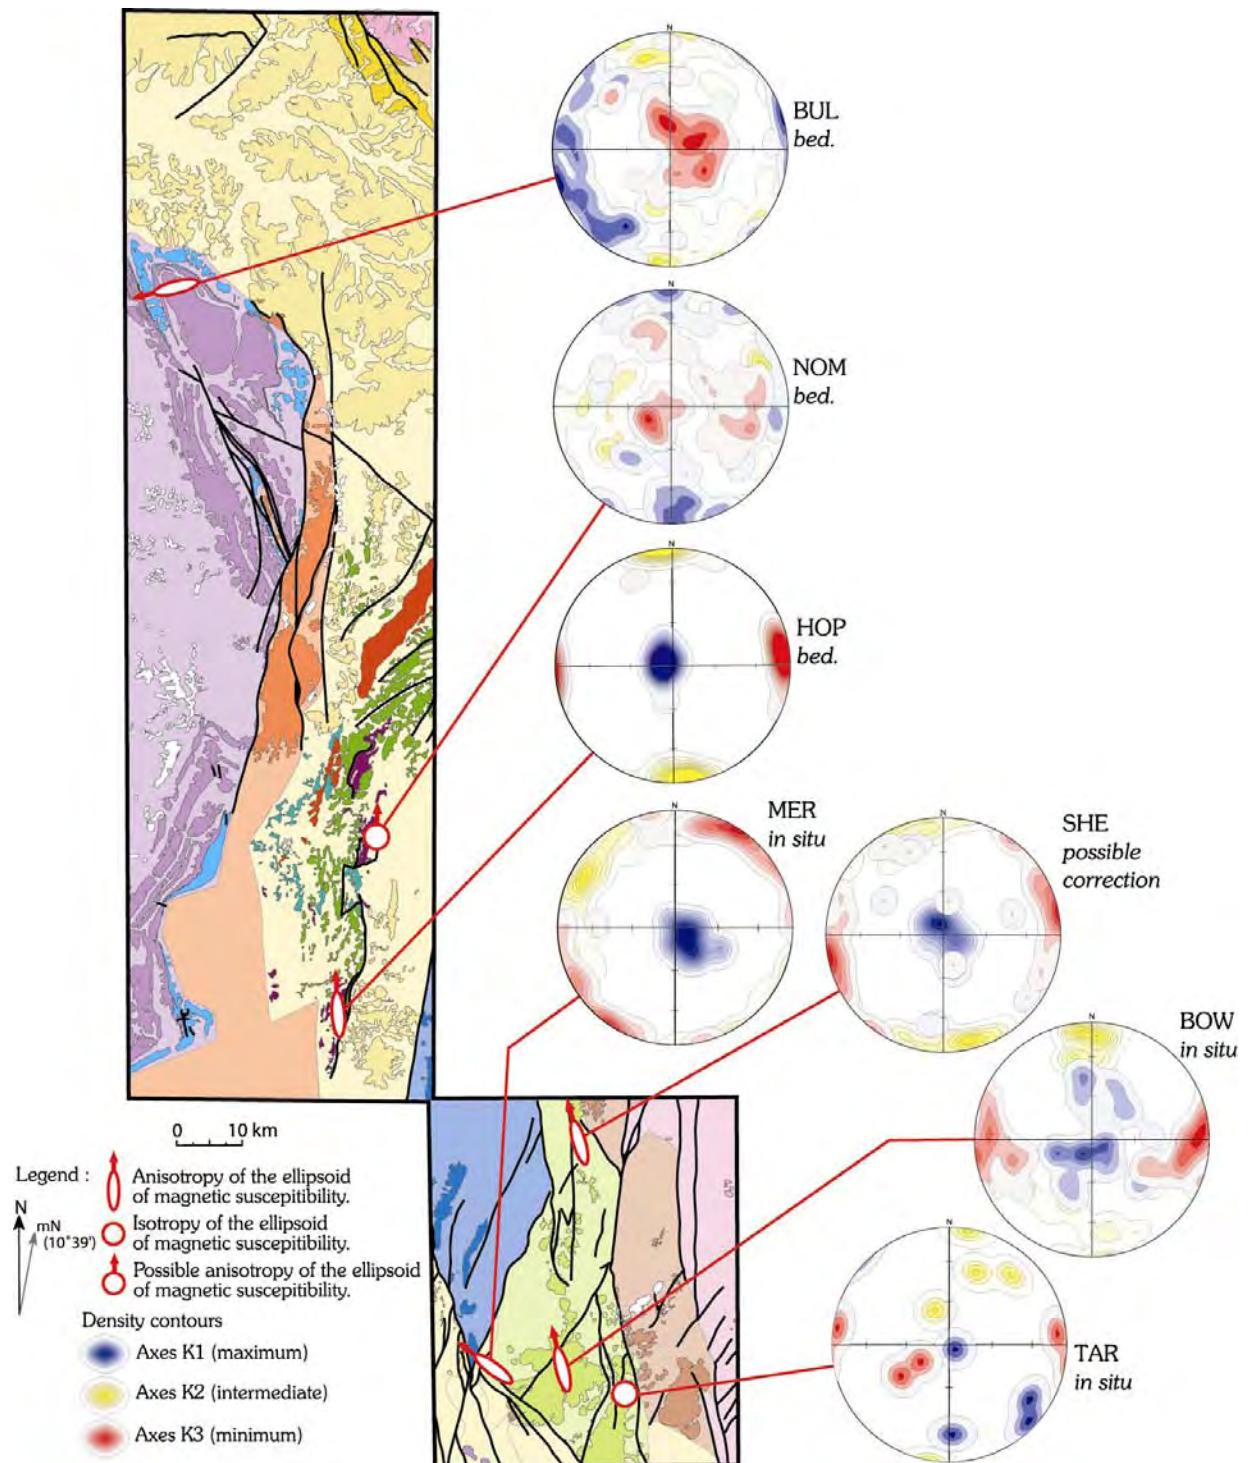 N
BUL
bed.
N
NOM
bed.
N
HOP
bed.
N
MER
in situ
N
SHE
possible
correction
N
BOW
in situ
N
TAR
in situ
0 10 km
Legend :
Anisotropy of the ellipsoid
of magnetic suscepitibility.
N
mN
(10°39')
Isotropy of the ellipsoid
of magnetic susceptibility.
Possible anisotropy of the ellipsoid
of magnetic susceptibility.
Density contours
Axes K1 (maximum)
Axes K2 (intermediate)
Axes K3 (minimum)